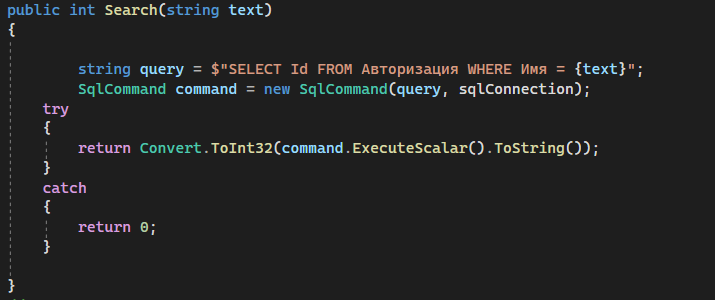 public int Search(string text)
{
string query = $"SELECT Id FROM Авторизация WHERE Имя = {text}";
SqlCommand command = new SqlCommand(query, sqlConnection);
try
{
return Convert.ToInt32(command.ExecuteScalar().ToString());
}
catch
{
return 0;
}
}